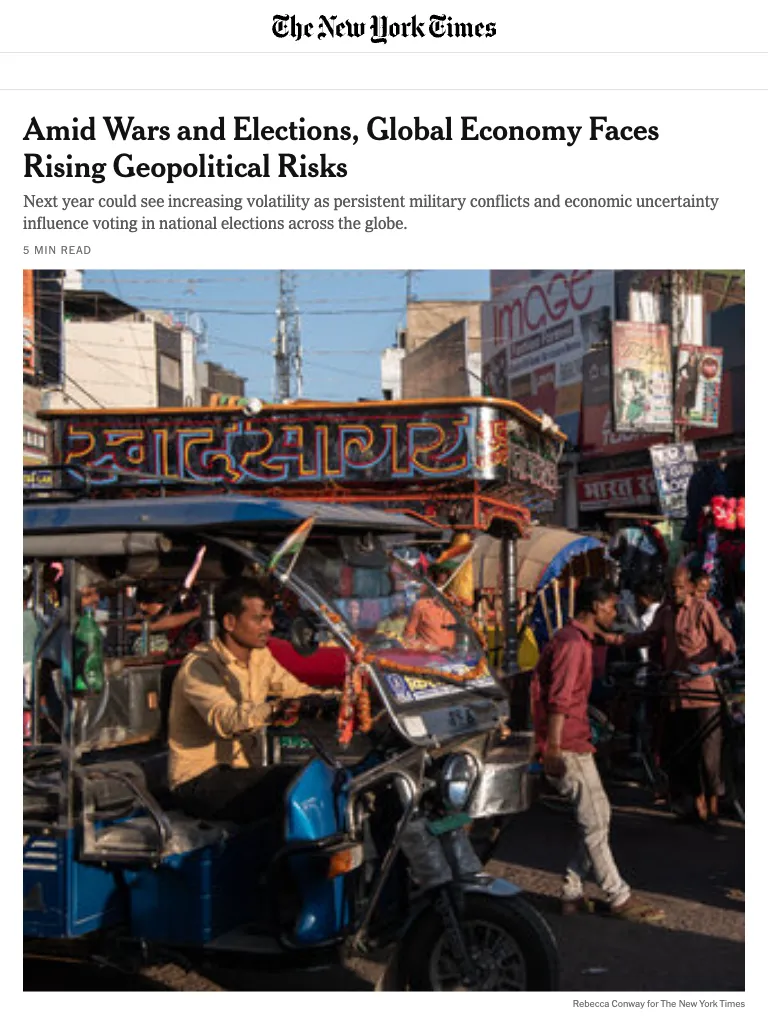 The New York Times
Amid Wars and Elections, Global Economy Faces
Rising Geopolitical Risks
Next year could see increasing volatility as persistent military conflicts and economic uncertainty
influence voting in national elections across the globe.
5 MIN READ
IMAGE
स्वाद सागर
भारत
Rebecca Conway for The New York Times